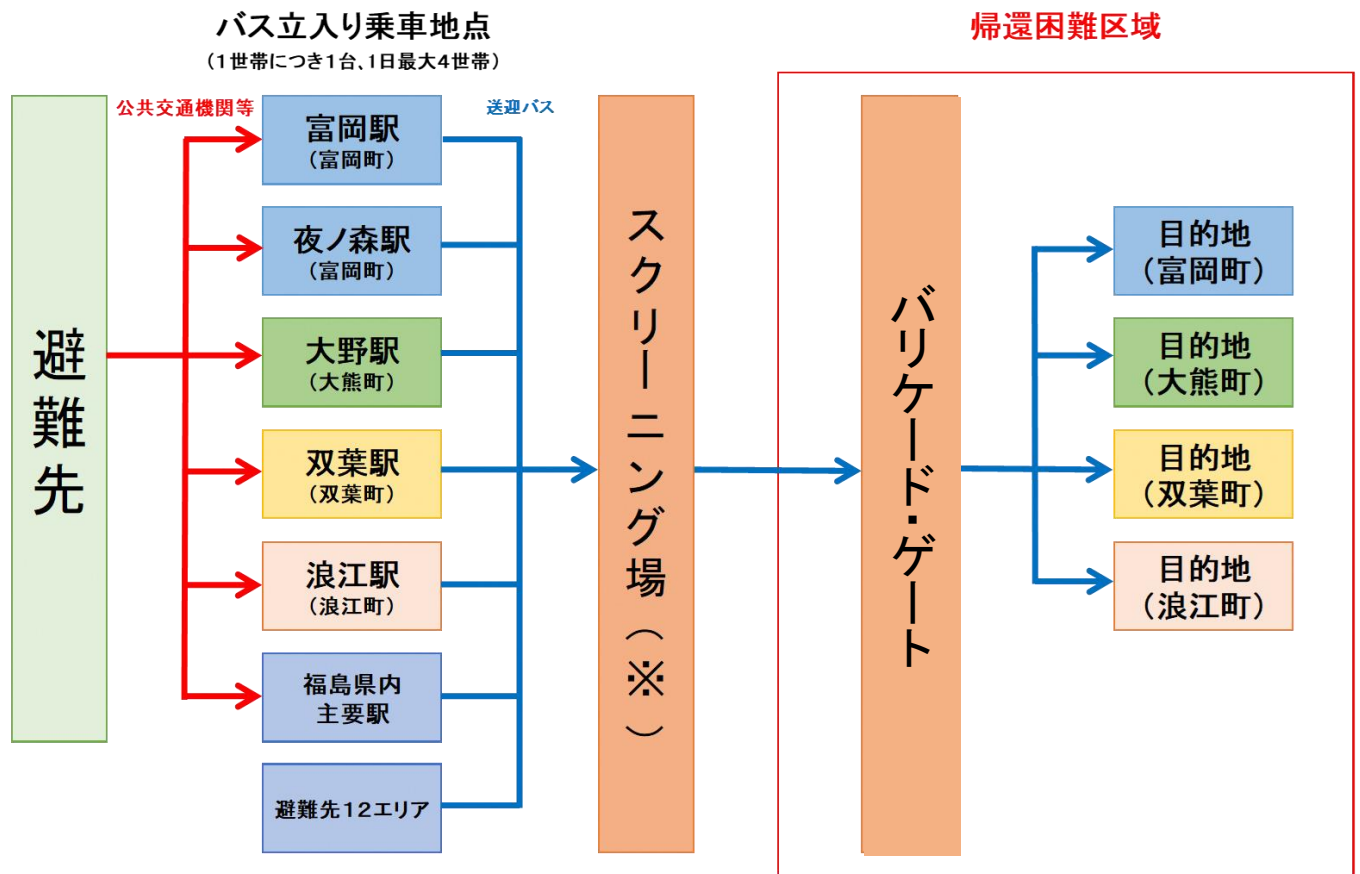 バス立入り乗車地点
(1世帯につき1台、1日最大4世帯)
帰還困難区域
公共交通機関等
送迎バス
避難先
富岡駅
(富岡町)
夜ノ森駅
(富岡町)
大野駅
(大熊町)
双葉駅
(双葉町)
浪江駅
(浪江町)
福島県内
主要駅
避難先12エリア
スクリーニング場(※)
バリケード・ゲート
目的地
(富岡町)
目的地
(大熊町)
目的地
(双葉町)
目的地
(浪江町)